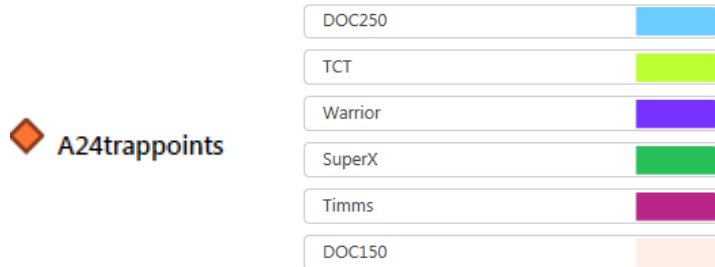 DOC250
TCT
Warrior
A24trappoints
SuperX
Timms
DOC150